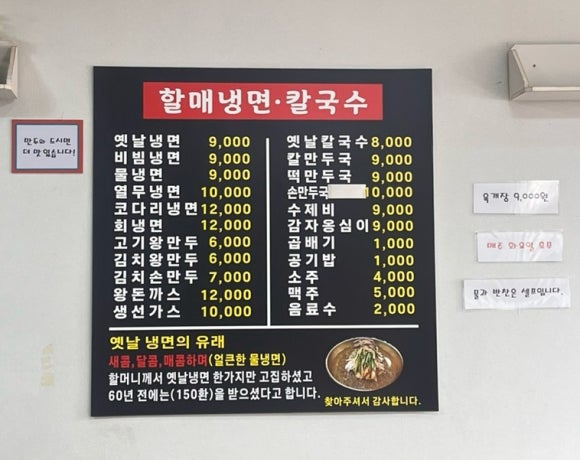 할매냉면·칼국수
만두와 드시면
더 맛있습니다!
옛날냉면 9,000
비빔냉면 9,000
물냉면 9,000
열무냉면 10,000
코다리냉면 12,000
회냉면 12,000
고기왕만두 6,000
김치왕만두 6,000
김치손만두 7,000
왕돈까스 12,000
생선가스 10,000
옛날칼국수 8,000
칼만두국 9,000
떡만두국 9,000
손만두국 10,000
수제비 9,000
감자옹심이 9,000
곱배기 1,000
공기밥 1,000
소주 4,000
맥주 5,000
음료수 2,000
옛날 냉면의 유래
새콤,달콤,매콤하며(얼큰한 물냉면)
할머니께서 옛날냉면 한가지만 고집하셨고
60년 전에는(150환)을 받으셨다고 합니다.
찾아주셔서 감사합니다.
육개장 9,000원
매주 화요일 휴무
물과 반찬은 셀프입니다.